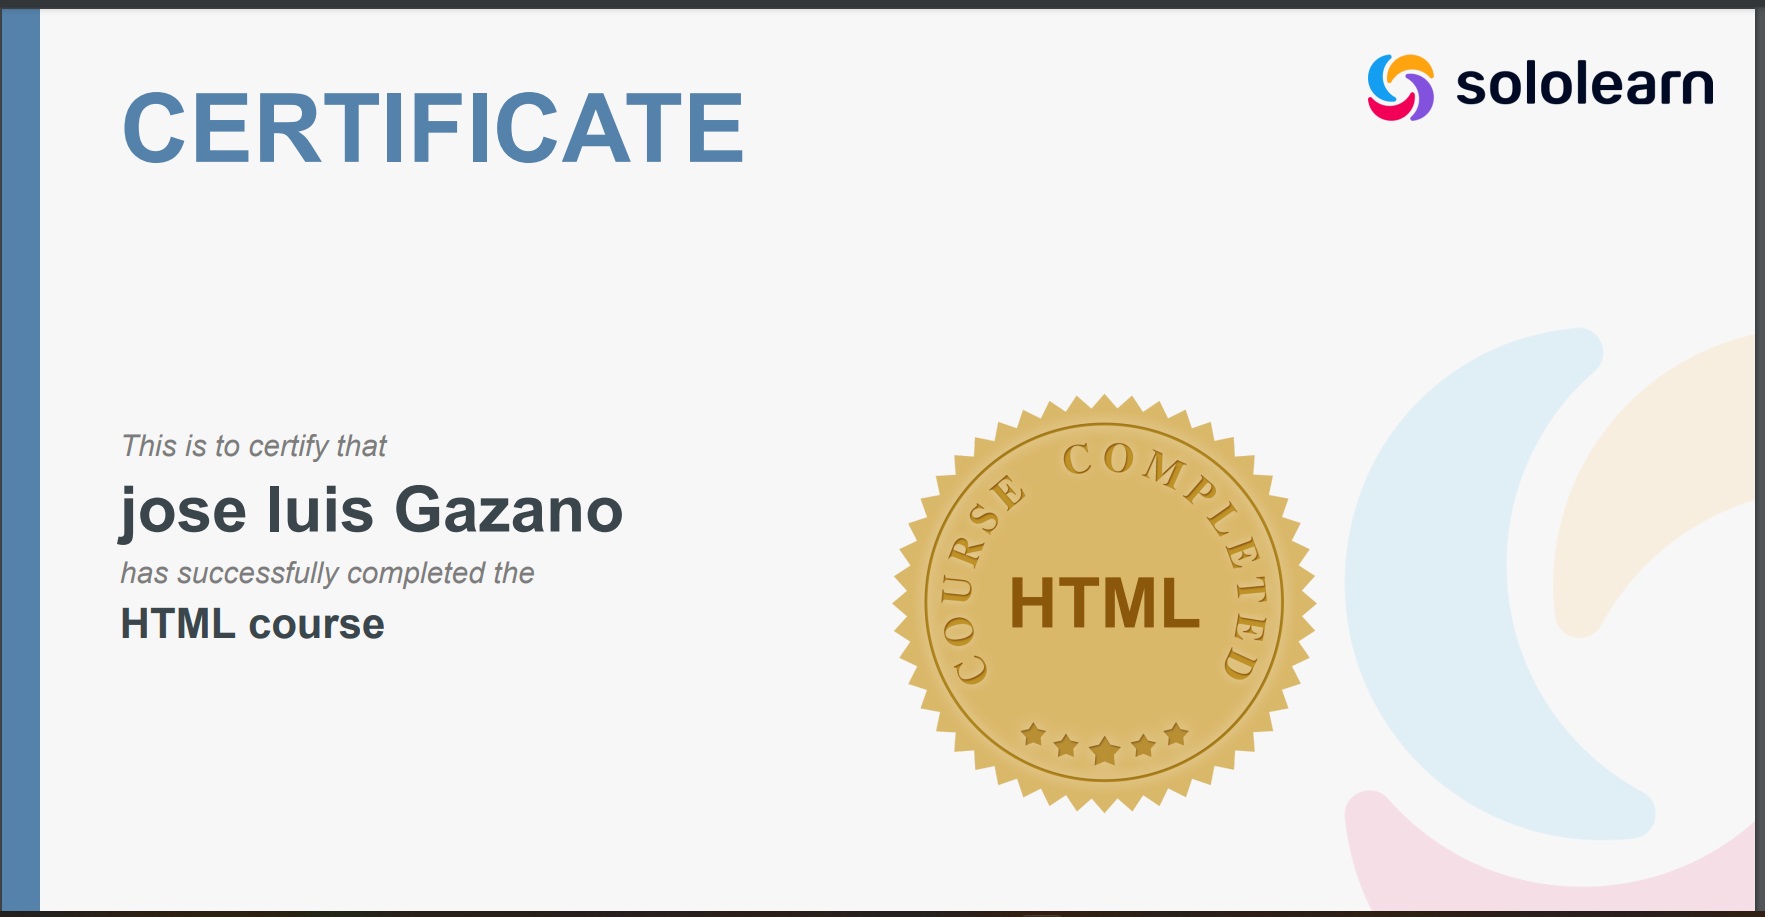 CERTIFICATE
sololearn
This is to certify that
jose luis Gazano
has successfully completed the
HTML course
COURSE COMPLETED
HTML